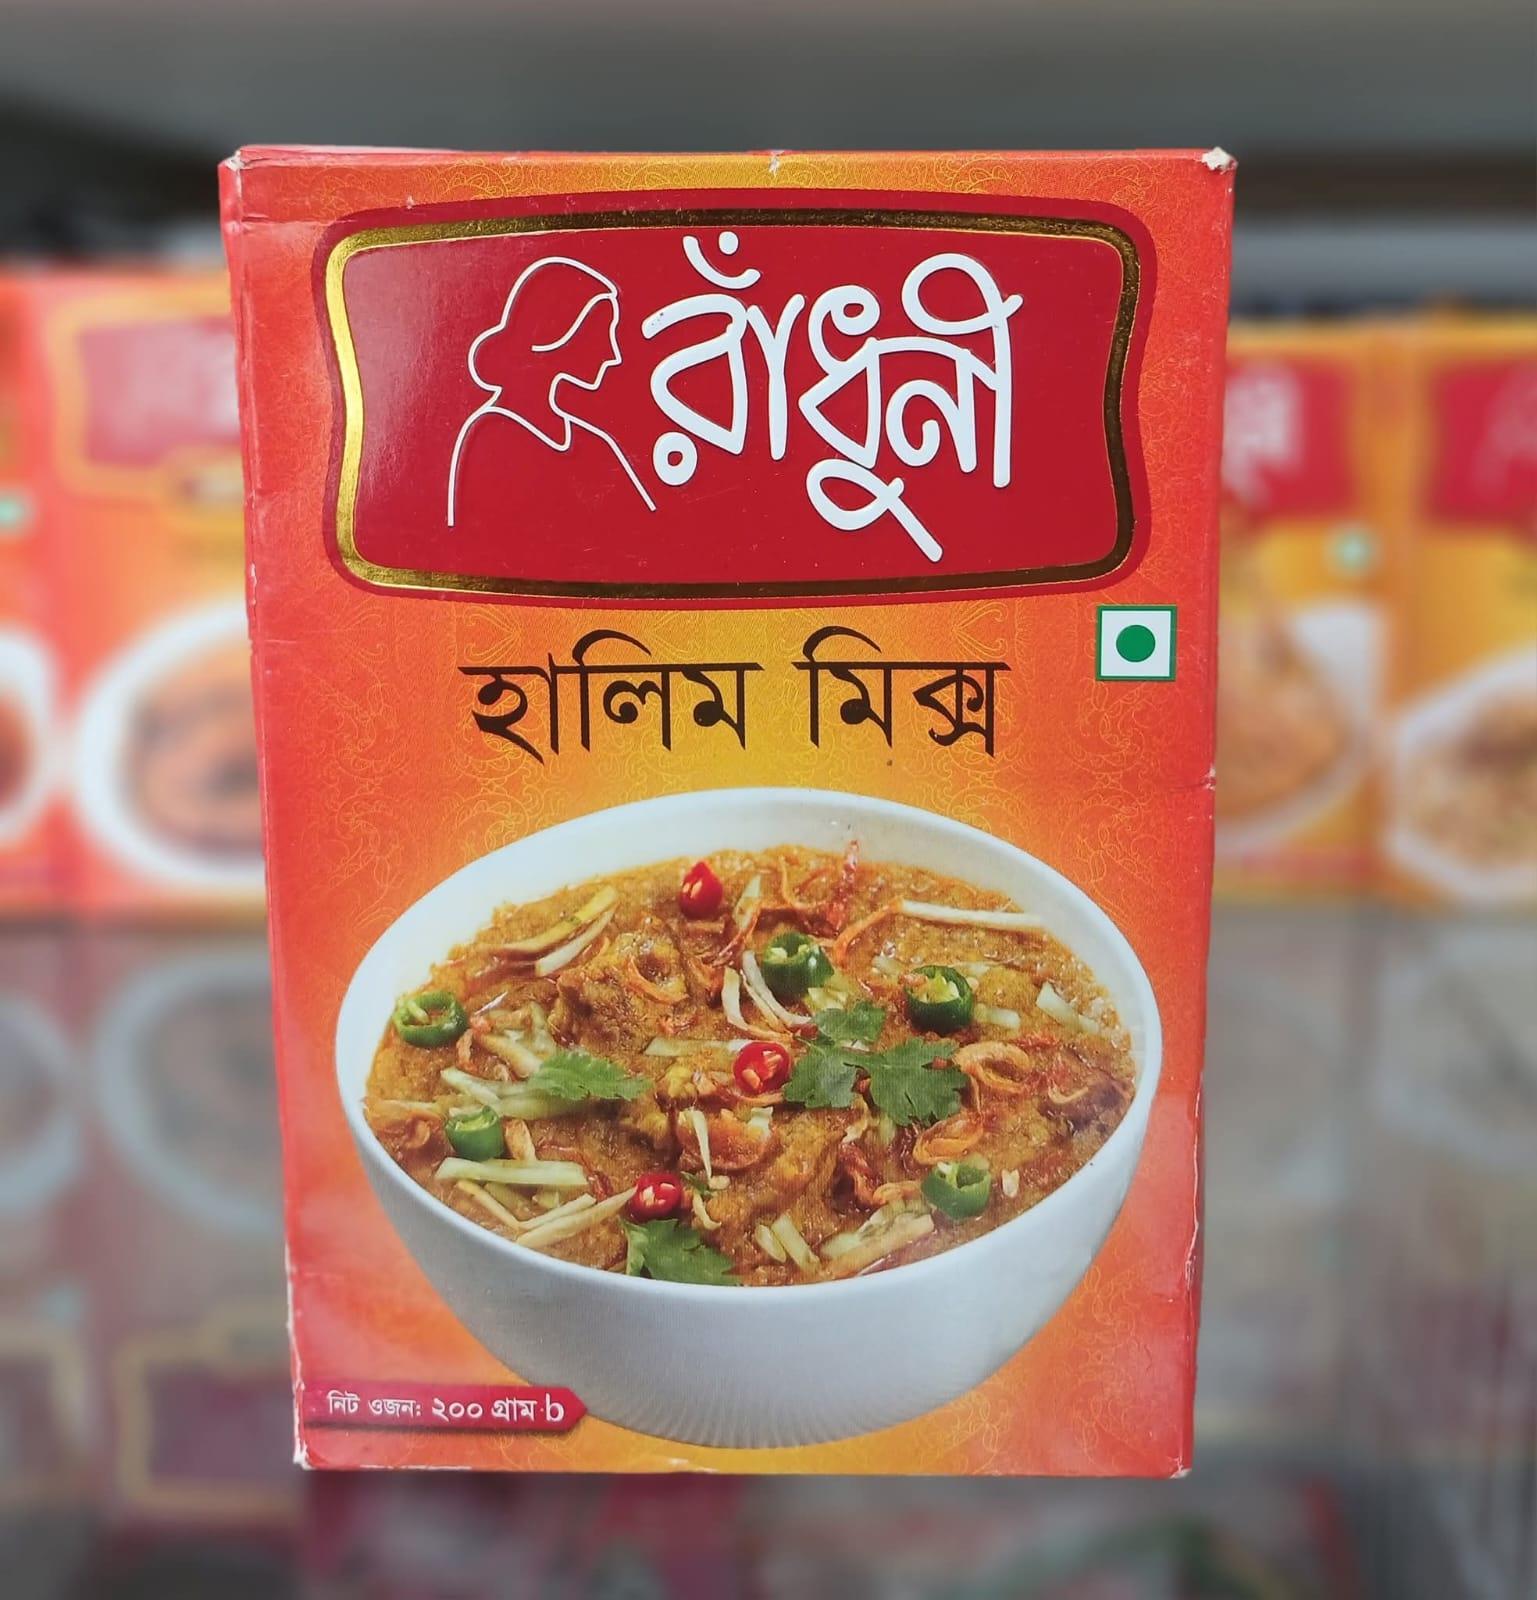 রাঁধুনী
হালিম মিক্স
নিট ওজন: ২০০ গ্রাম b